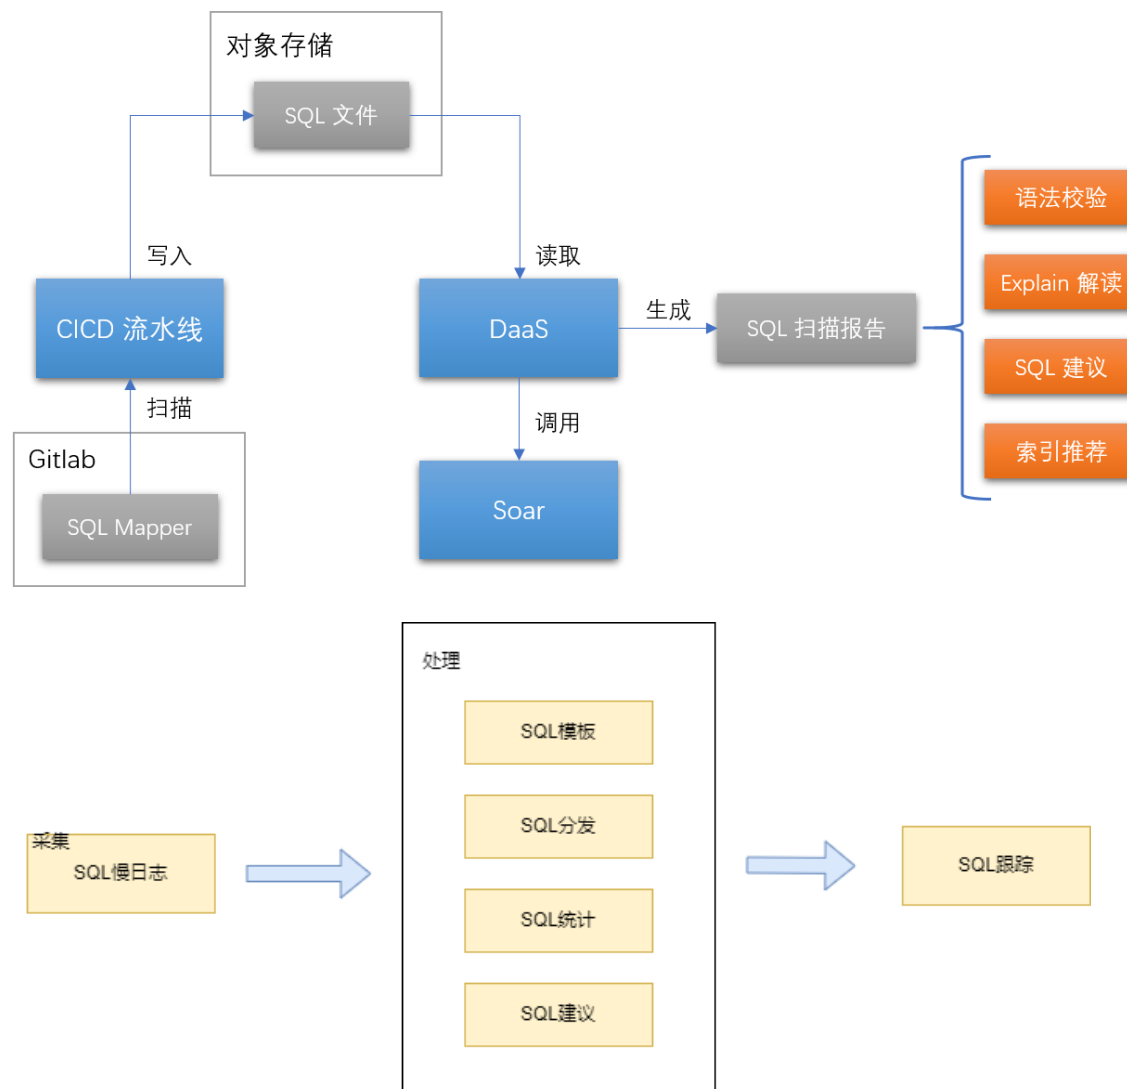 对象存储
SQL 文件
语法校验
写入
读取
Explain 解读
CICD 流水线
DaaS
生成
SQL 扫描报告
SQL 建议
扫描
调用
索引推荐
Gitlab
SQL Mapper
Soar
处理
SQL模板
SQL分发
采集
SQL慢日志
SQL跟踪
SQL统计
SQL建议